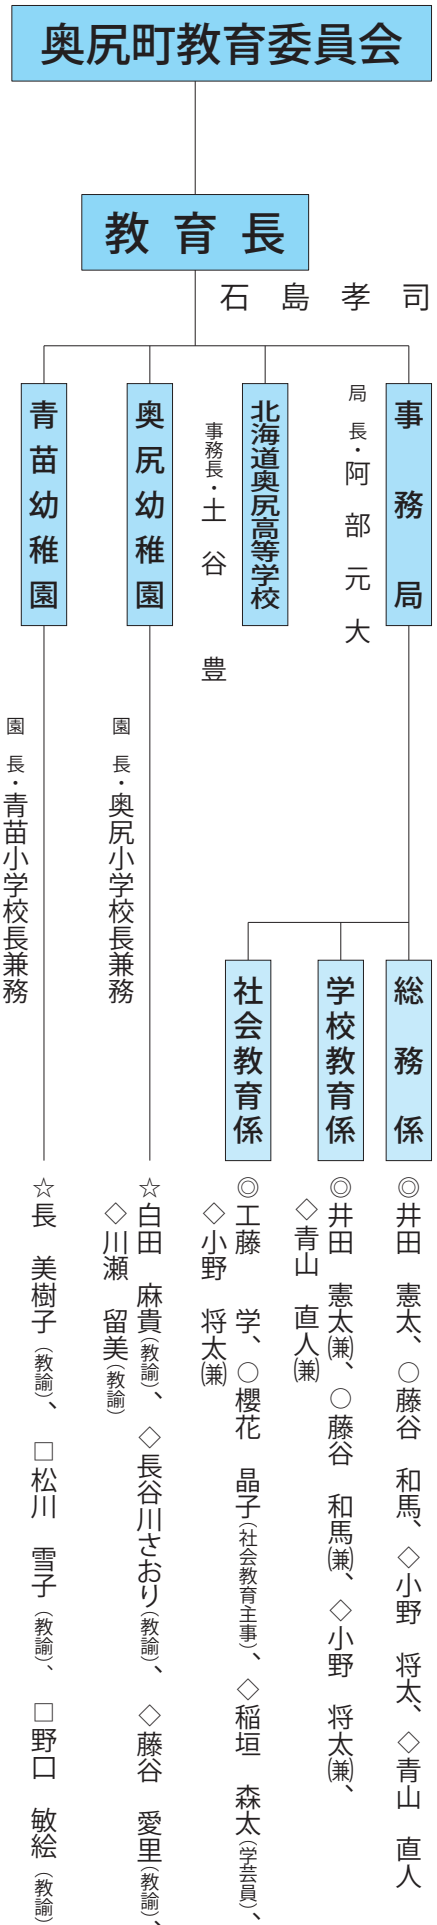 奥尻町教育委員会
教育長
石島孝司
事務局
局長・阿部元大
北海道奥尻高等学校
事務長・土谷　豊
奥尻幼稚園
園長・奥尻小学校長兼務
青苗幼稚園
園長・青苗小学校長兼務
総務係
◎井田　憲太、○藤谷　和馬、◇小野　将太、◇青山　直人
学校教育係
◎井田　憲太㈱、○藤谷　和馬(兼)、◇小野　将太(兼)、
◇青山　直人(兼)
社会教育係
◎工藤　学、○櫻花　晶子(社会教育主事)、◇稲垣　森太(学芸員)、
◇小野　将太(兼)
☆白田　麻貴(教諭)、◇長谷川さおり(教諭)、◇藤谷　愛里(教諭)、
◇川瀬　留美(教諭)
☆長　美樹子(教諭)、□松川　雪子(教諭)、□野口　敏絵(教諭)